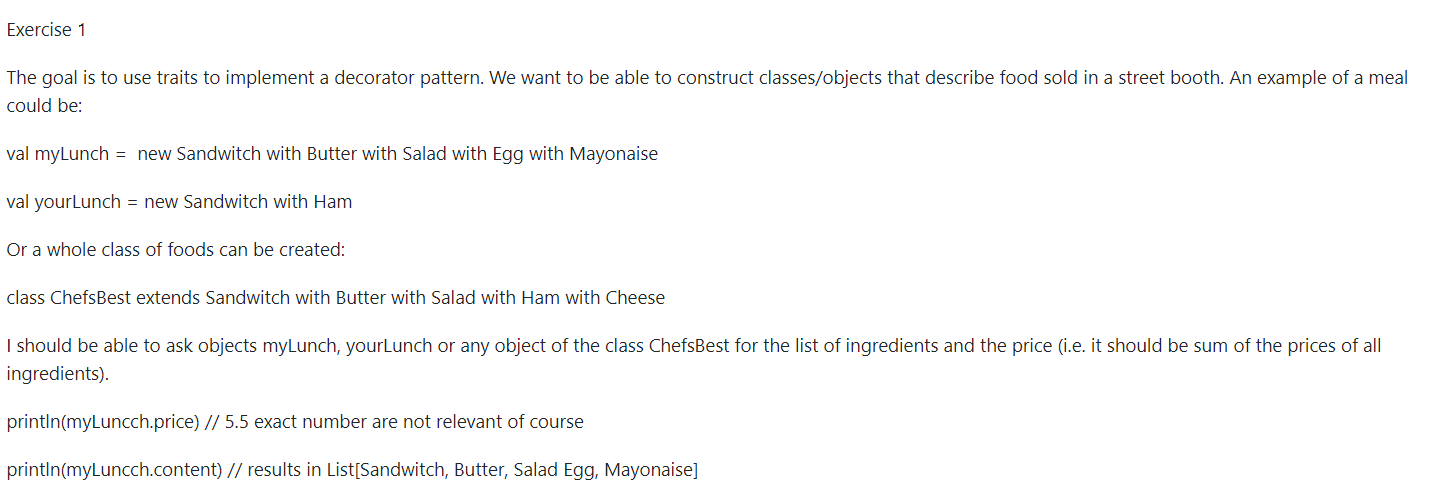 Exercise 1
The goal is to use traits to implement a decorator pattern. We want to be able to construct classes/objects that describe food sold in a street booth. An example of a meal
could be:
val myLunch =  new Sandwitch with Butter with Salad with Egg with Mayonaise
val yourLunch = new Sandwitch with Ham
Or a whole class of foods can be created:
class ChefsBest extends Sandwitch with Butter with Salad with Ham with Cheese
I should be able to ask objects myLunch, yourLunch or any object of the class ChefsBest for the list of ingredients and the price (i.e. it should be sum of the prices of all
ingredients).
println(myLuncch.price) // 5.5 exact number are not relevant of course
println(myLuncch.content) // results in List[Sandwitch, Butter, Salad Egg, Mayonaise]